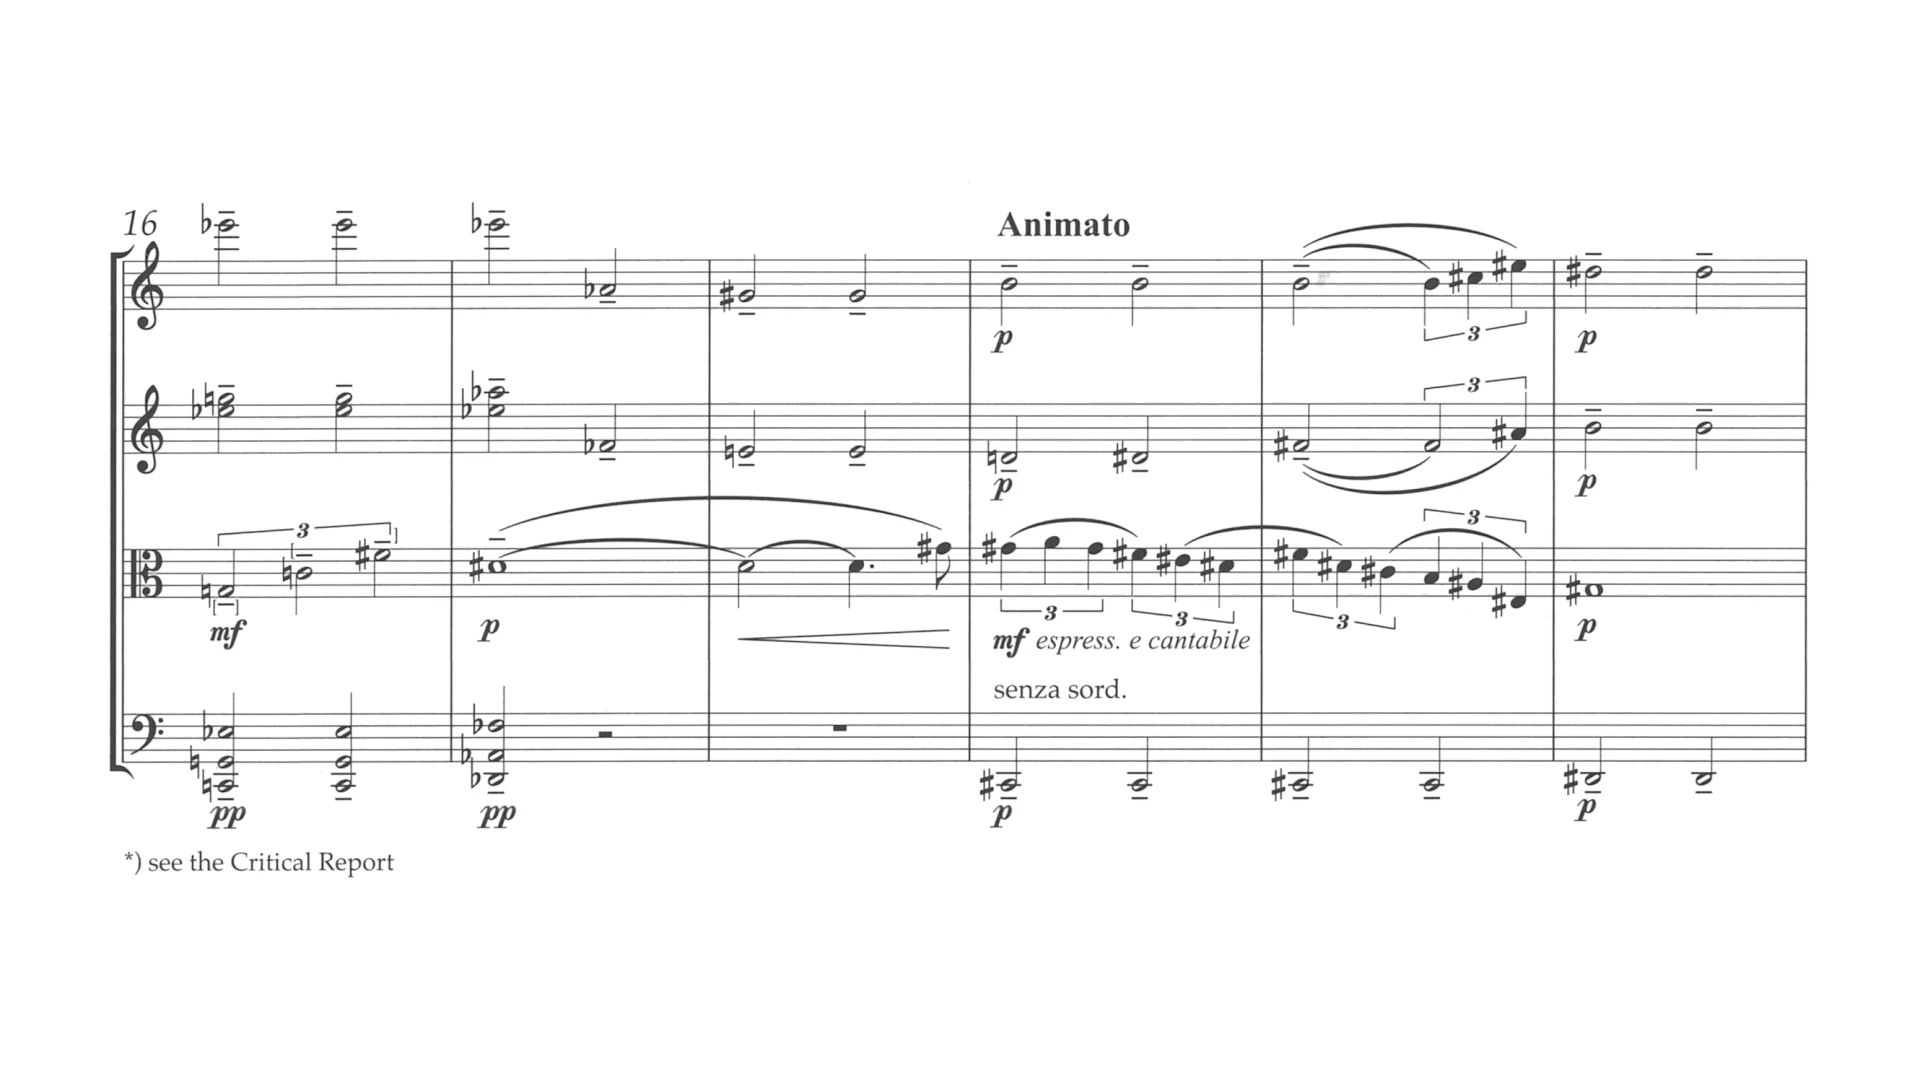 16
Animato
3
p
p
3
p
3
3
p
mf
p
3
3
mf espress. e cantabile
3
p
senza sord.
pp
pp
p
p
*) see the Critical Report